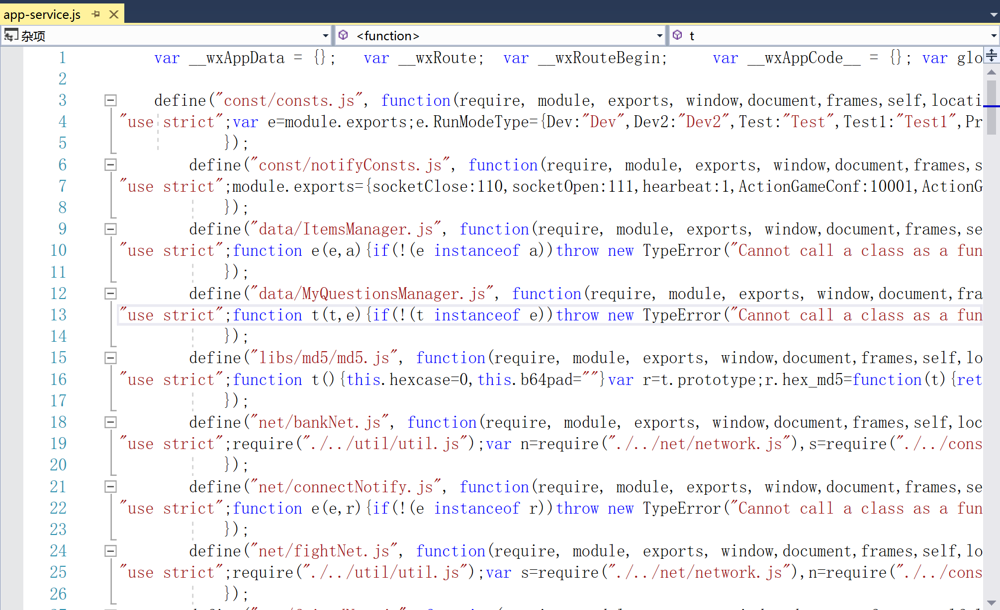 app-service.js
杂项 <function> t
1 var __wxAppData = {}; var __wxRoute; var __wxRouteBegin; var __wxAppCode__ = {}; var glo
2
3 define("const/consts.js", function(require, module, exports, window,document,frames,self,locati
4 "use strict";var e=module.exports;e.RunModeType={Dev:"Dev",Dev2:"Dev2",Test:"Test",Test1:"Test1",Pr
5 });
6 define("const/notifyConsts.js", function(require, module, exports, window,document,frames,s
7 "use strict";module.exports={socketClose:110,socketOpen:111,hearbeat:1,ActionGameConf:10001,ActionG
8 });
9 define("data/ItemsManager.js", function(require, module, exports, window,document,frames,se
10 "use strict";function e(e,a){if(!(e instanceof a))throw new TypeError("Cannot call a class as a fun
11 });
12 define("data/MyQuestionsManager.js", function(require, module, exports, window,document,fra
13 "use strict";function t(t,e){if(!(t instanceof e))throw new TypeError("Cannot call a class as a fun
14 });
15 define("libs/md5/md5.js", function(require, module, exports, window,document,frames,self,lo
16 "use strict";function t(){this.hexcase=0,this.b64pad=""}var r=t.prototype;r.hex_md5=function(t){ret
17 });
18 define("net/bankNet.js", function(require, module, exports, window,document,frames,self,loc
19 "use strict";require("./../util/util.js");var n=require("./../net/network.js"),s=require("./../cons
20 });
21 define("net/connectNotify.js", function(require, module, exports, window,document,frames,se
22 "use strict";function e(e,r){if(!(e instanceof r))throw new TypeError("Cannot call a class as a fun
23 });
24 define("net/fightNet.js", function(require, module, exports, window,document,frames,self,lo
25 "use strict";require("./../util/util.js");var s=require("./../net/network.js"),n=require("./../cons
26 });